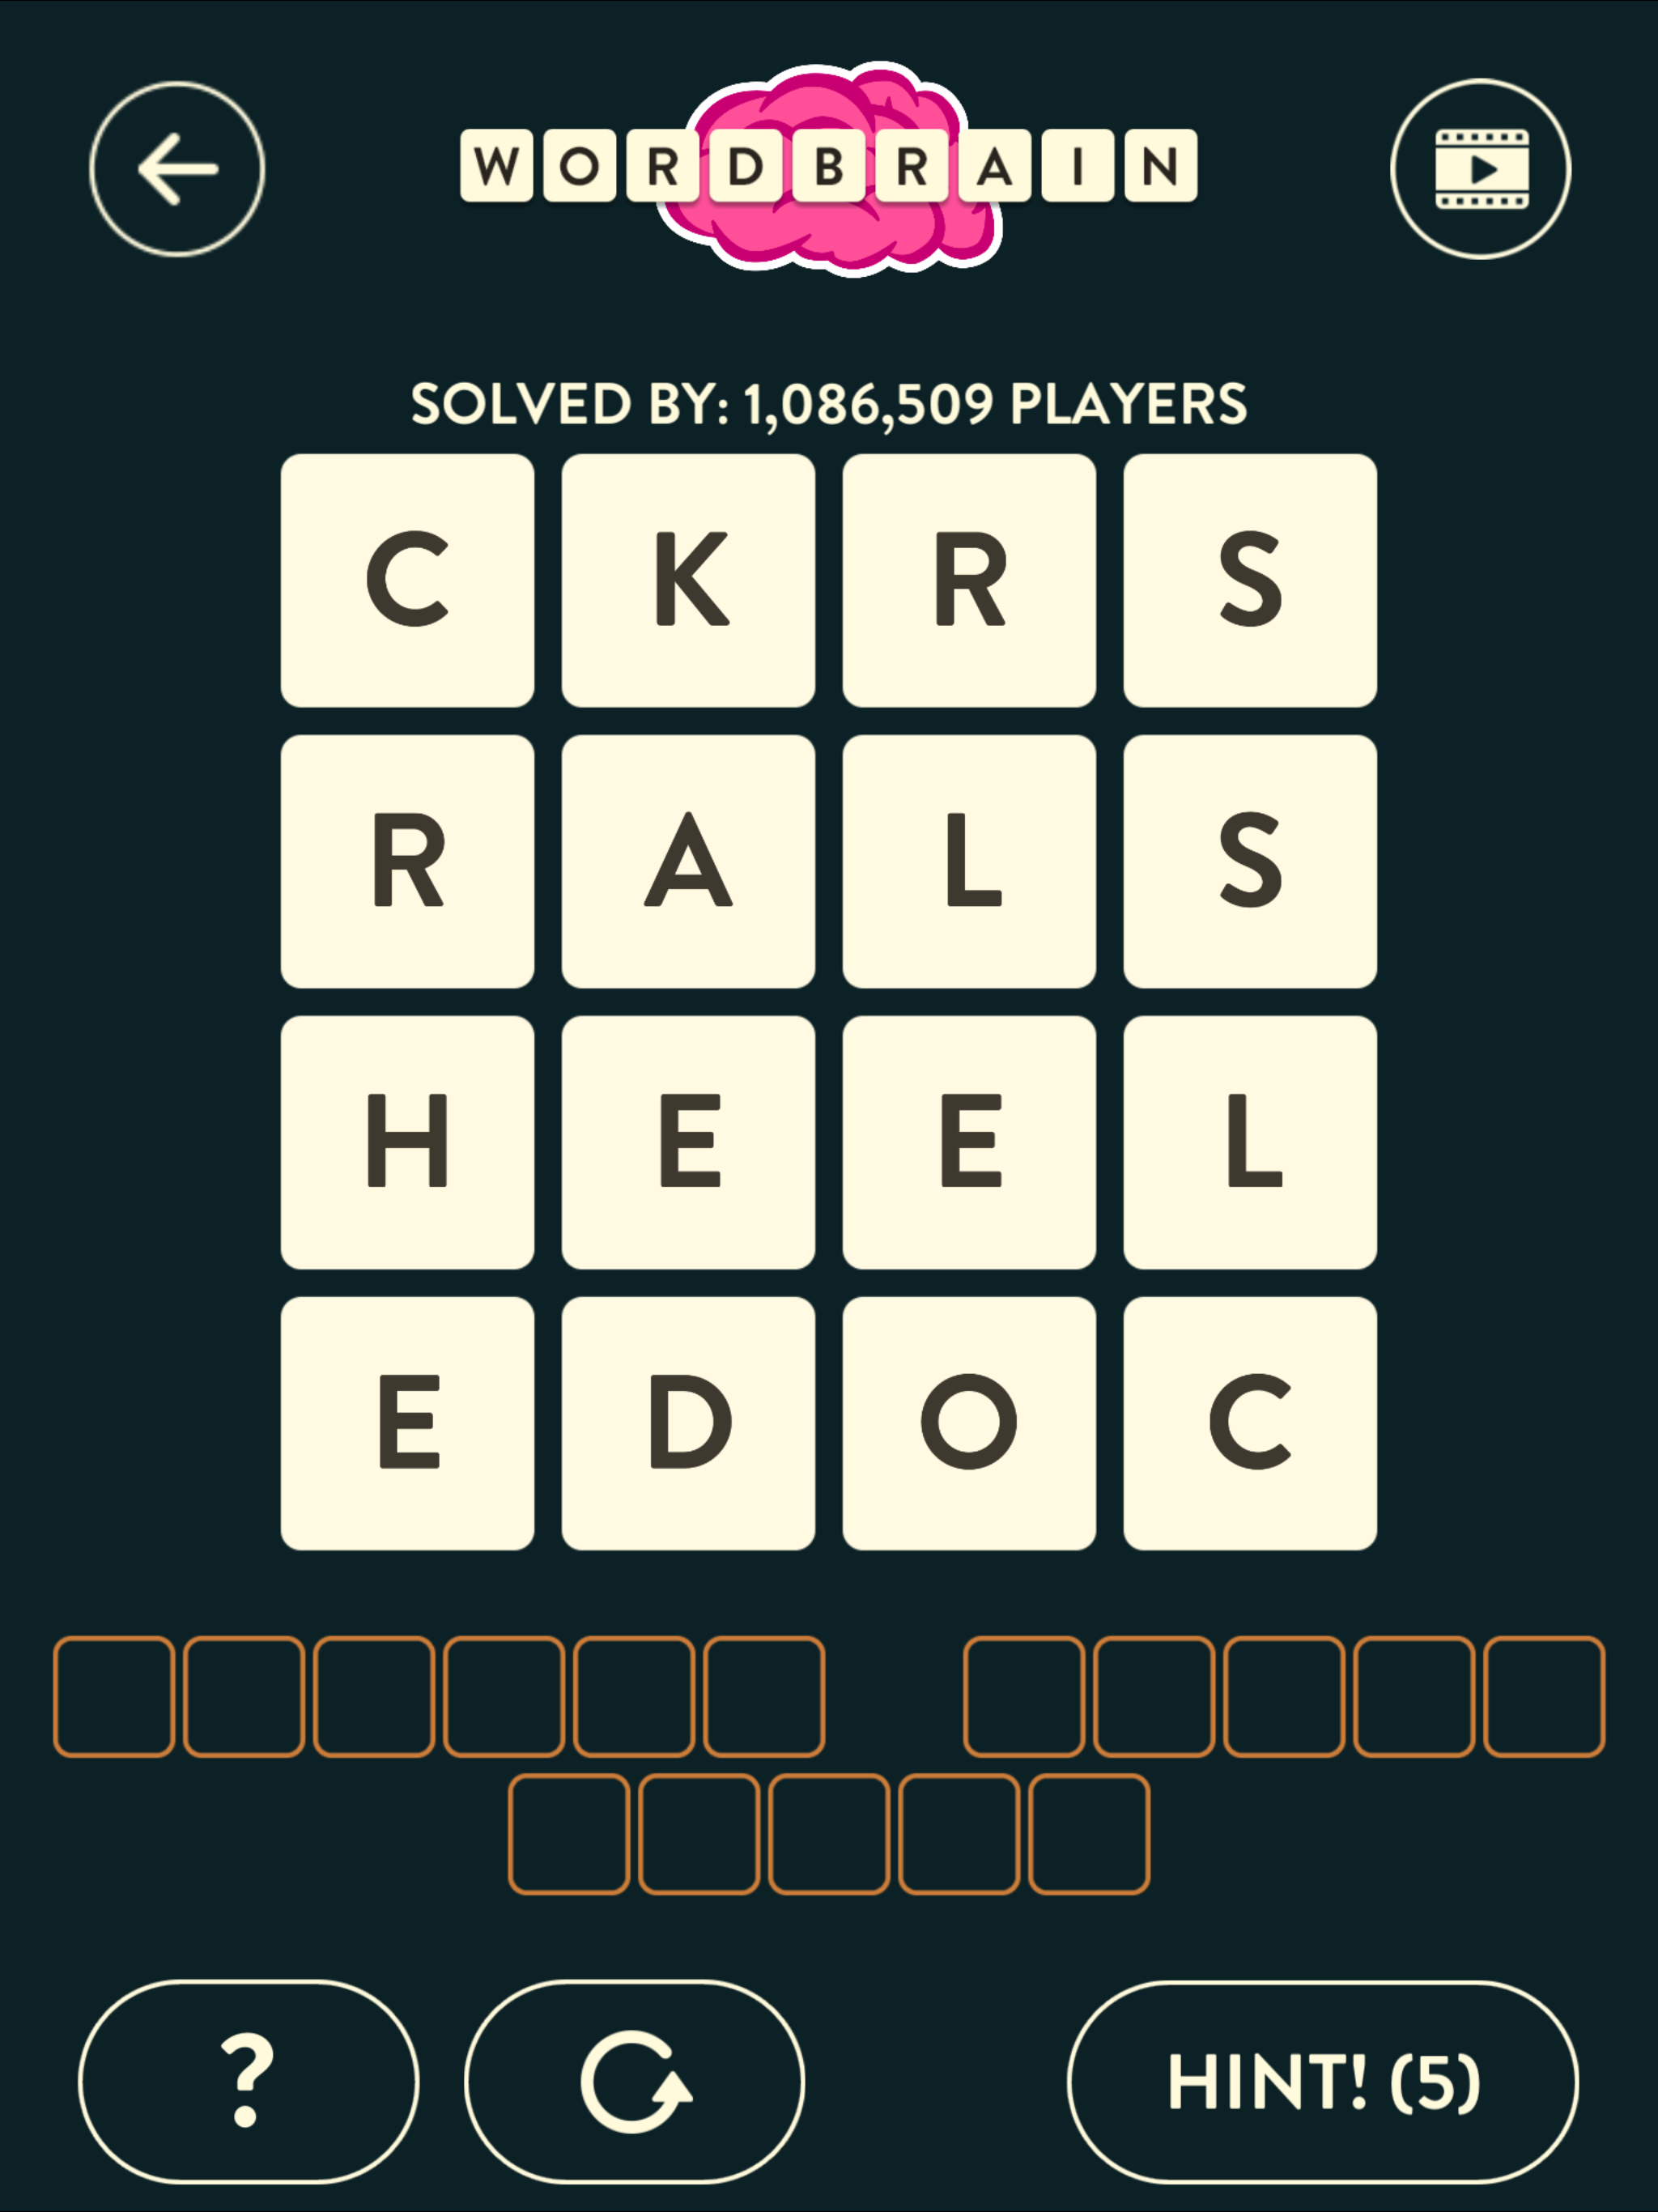 WORDBRAIN
SOLVED BY: 1,086,509 PLAYERS
C K R S
R A L S
H E E L
E D O C
? HINT! (5)